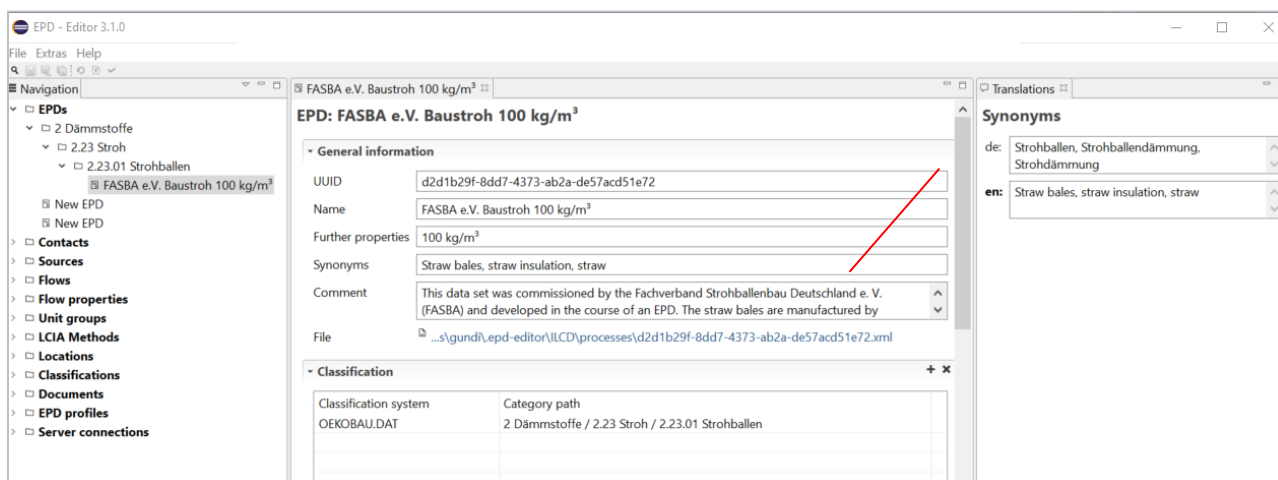 EPD - Editor 3.1.0
File Extras Help
Navigation
EPDs
2 Dämmstoffe
2.23 Stroh
2.23.01 Strohballen
FASBA e.V. Baustroh 100 kg/m³
New EPD
New EPD
Contacts
Sources
Flows
Flow properties
Unit groups
LCIA Methods
Locations
Classifications
Documents
EPD profiles
Server connections
FASBA e.V. Baustroh 100 kg/m³
EPD: FASBA e.V. Baustroh 100 kg/m³
General information
UUID d2d1b29f-8dd7-4373-ab2a-de57acd51e72
Name FASBA e.V. Baustroh 100 kg/m³
Further properties 100 kg/m³
Synonyms Straw bales, straw insulation, straw
Comment This data set was commissioned by the Fachverband Strohballenbau Deutschland e. V.
(FASBA) and developed in the course of an EPD. The straw bales are manufactured by
File ...s\gundi\.epd-editor\ILCD\processes\d2d1b29f-8dd7-4373-ab2a-de57acd51e72.xml
Classification
Classification system Category path
OEKOBAU.DAT 2 Dämmstoffe / 2.23 Stroh / 2.23.01 Strohballen
Translations
Synonyms
de: Strohballen, Strohballendämmung,
Strohdämmung
en: Straw bales, straw insulation, straw